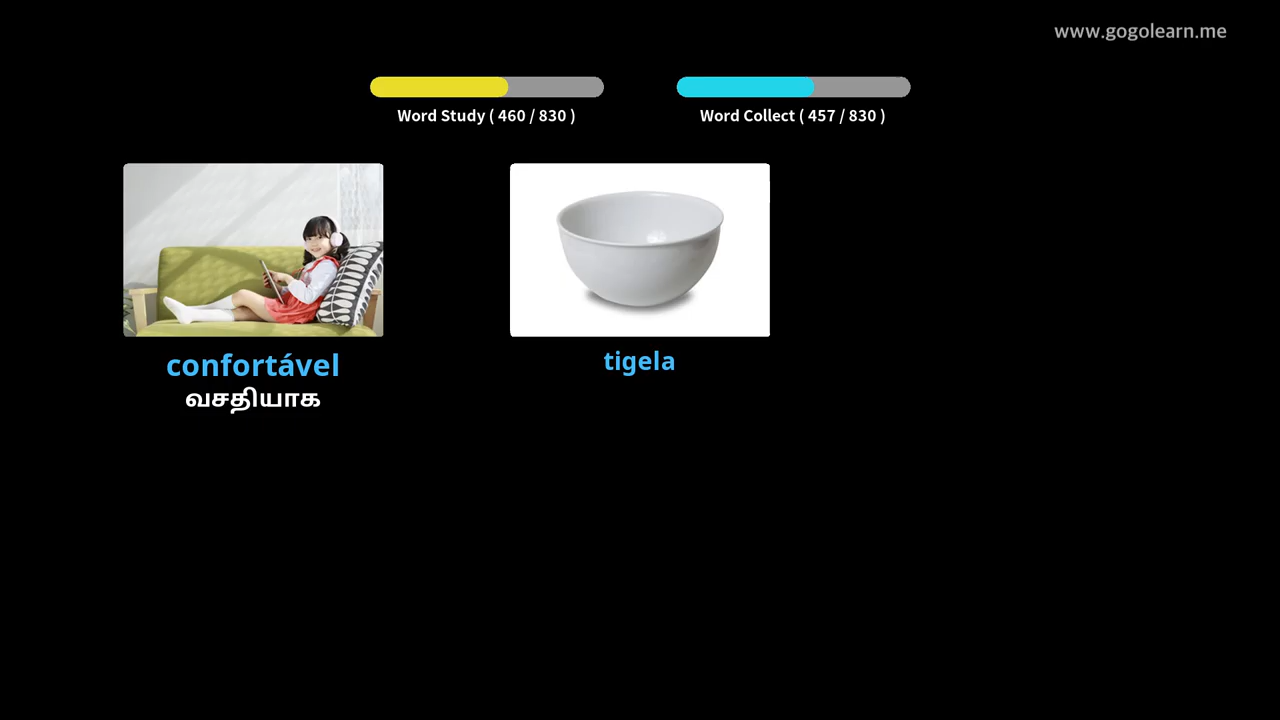 www.gogolearn.me
Word Study ( 460 / 830 )
Word Collect ( 457 / 830 )
confortável
வசதியாக
tigela